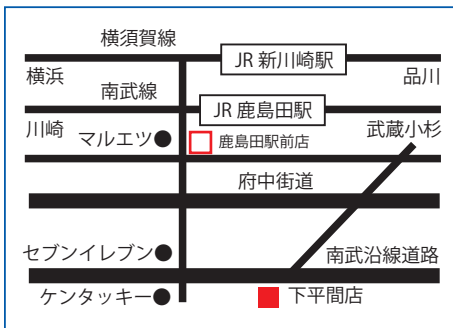 横須賀線
JR 新川崎駅
横浜
品川
南武線
JR 鹿島田駅
川崎
武蔵小杉
マルエツ
鹿島田駅前店
府中街道
セブンイレブン
南武沿線道路
ケンタッキー
下平間店